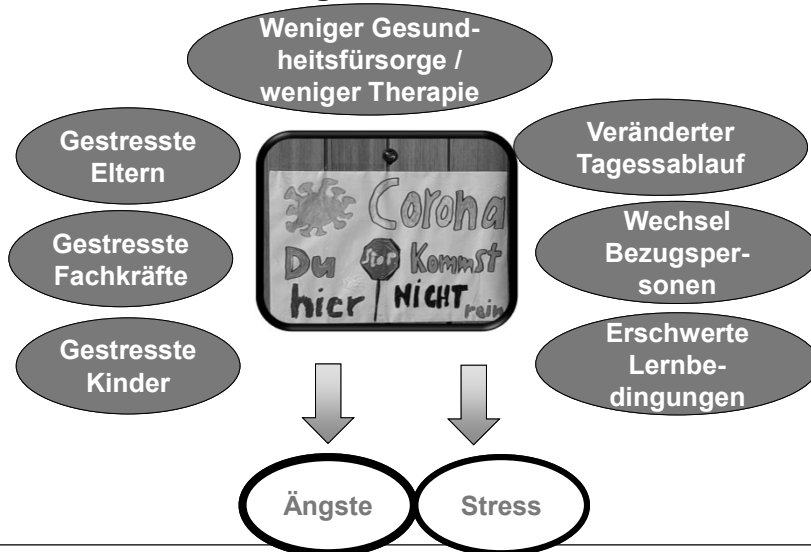 Weniger Gesund-
heitsfürsorge /
weniger Therapie
Gestresste
Eltern
Gestresste
Fachkräfte
Gestresste
Kinder
Corona
Du STOP Kommst
hier NICHT rein
Veränderter
Tagessablauf
Wechsel
Bezugsper-
sonen
Erschwerte
Lernbe-
dingungen
Ängste
Stress